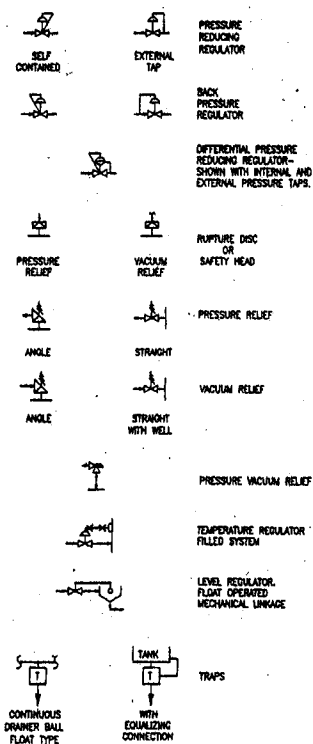 SELF
CONTAINED
EXTERNAL
TAP
PRESSURE
REDUCING
REGULATOR
BACK
PRESSURE
REGULATOR
DIFFERENTIAL PRESSURE
REDUCING REGULATOR-
SHOWN WITH INTERNAL AND
EXTERNAL PRESSURE TAPS.
PRESSURE
RELIEF
VACUUM
RELIEF
RUPTURE DISC
OR
SAFETY HEAD
ANGLE
STRAIGHT
PRESSURE RELIEF
ANGLE
STRAIGHT
WITH WELL
VACUUM RELIEF
PRESSURE VACUUM RELIEF
TEMPERATURE REGULATOR
FILLED SYSTEM
LEVEL REGULATOR.
FLOAT OPERATED
MECHANICAL LINKAGE
T
CONTINUOUS
DRAINER BALL
FLOAT TYPE
TANK
T
WITH
EQUALIZING
CONNECTION
TRAPS